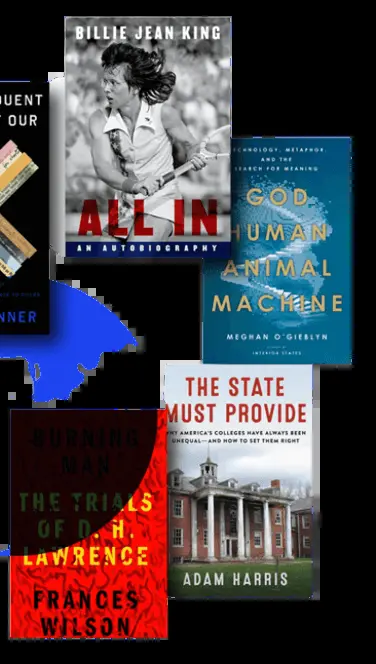 BILLIE JEAN KING
ALL IN
AN AUTOBIOGRAPHY
QUENT
OUR
NNER
TECHNOLOGY, METAPHOR,
AND THE
SEARCH FOR MEANING
GOD
HUMAN
ANIMAL
MACHINE
MEGHAN O'GIEBLYN
INTERIOR STATES
THE STATE
MUST PROVIDE
WHY AMERICA'S COLLEGES HAVE ALWAYS BEEN
UNEQUAL—AND HOW TO SET THEM RIGHT
ADAM HARRIS
BURNING
MAN
THE TRIALS
OF D. H.
LAWRENCE
FRANCES
WILSON